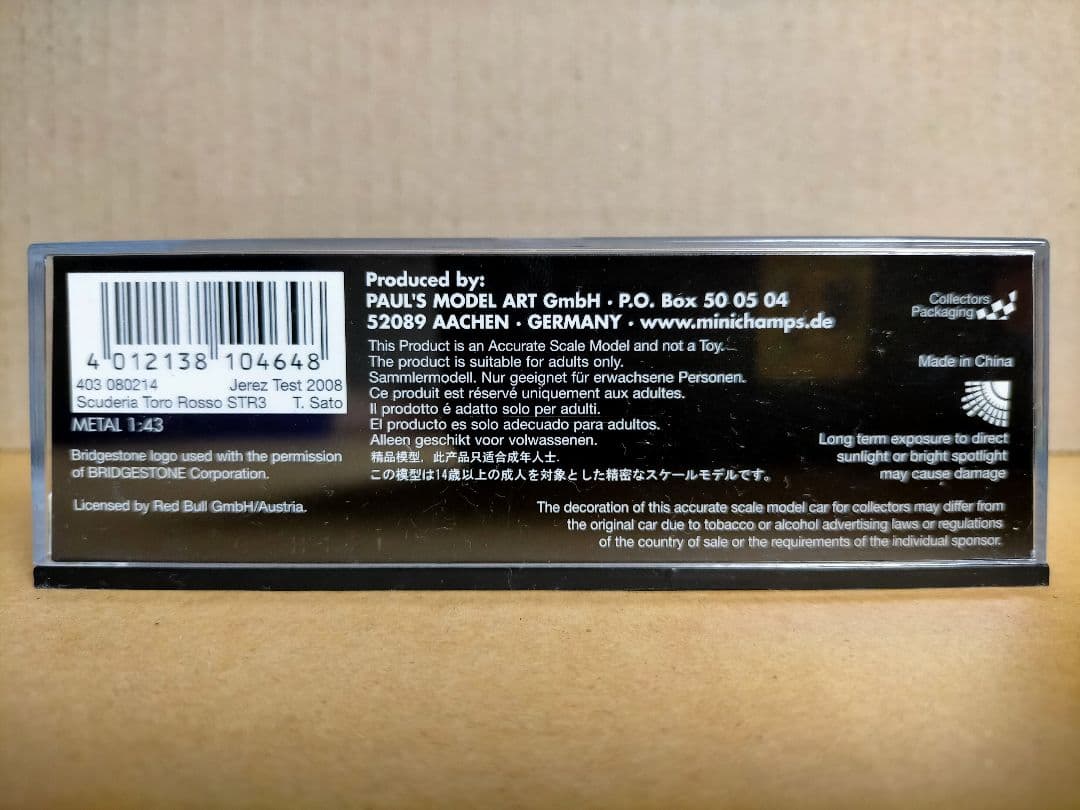 4 012138 104648
403 080214 Jerez Test 2008
Scuderia Toro Rosso STR3 T. Sato
METAL 1:43
Bridgestone logo used with the permission
of BRIDGESTONE Corporation.
Licensed by Red Bull GmbH/Austria.
Produced by:
PAUL'S MODEL ART GmbH · P.O. Box 50 05 04
52089 AACHEN · GERMANY · www.minichamps.de
This Product is an Accurate Scale Model and not a Toy.
The product is suitable for adults only.
Sammlermodell. Nur geeignet für erwachsene Personen.
Ce produit est réservé uniquement aux adultes.
Il prodotto é adatto solo per adulti.
El producto es solo adecuado para adultos.
Alleen geschikt voor volwassenen.
精品模型，此产品只适合成年人士.
この模型は14歳以上の成人を対象とした精密なスケールモデルです。
Collectors
Packaging
Made in China
Long term exposure to direct
sunlight or bright spotlight
may cause damage
The decoration of this accurate scale model car for collectors may differ from
the original car due to tobacco or alcohol advertising laws or regulations
of the country of sale or the requirements of the individual sponsor.